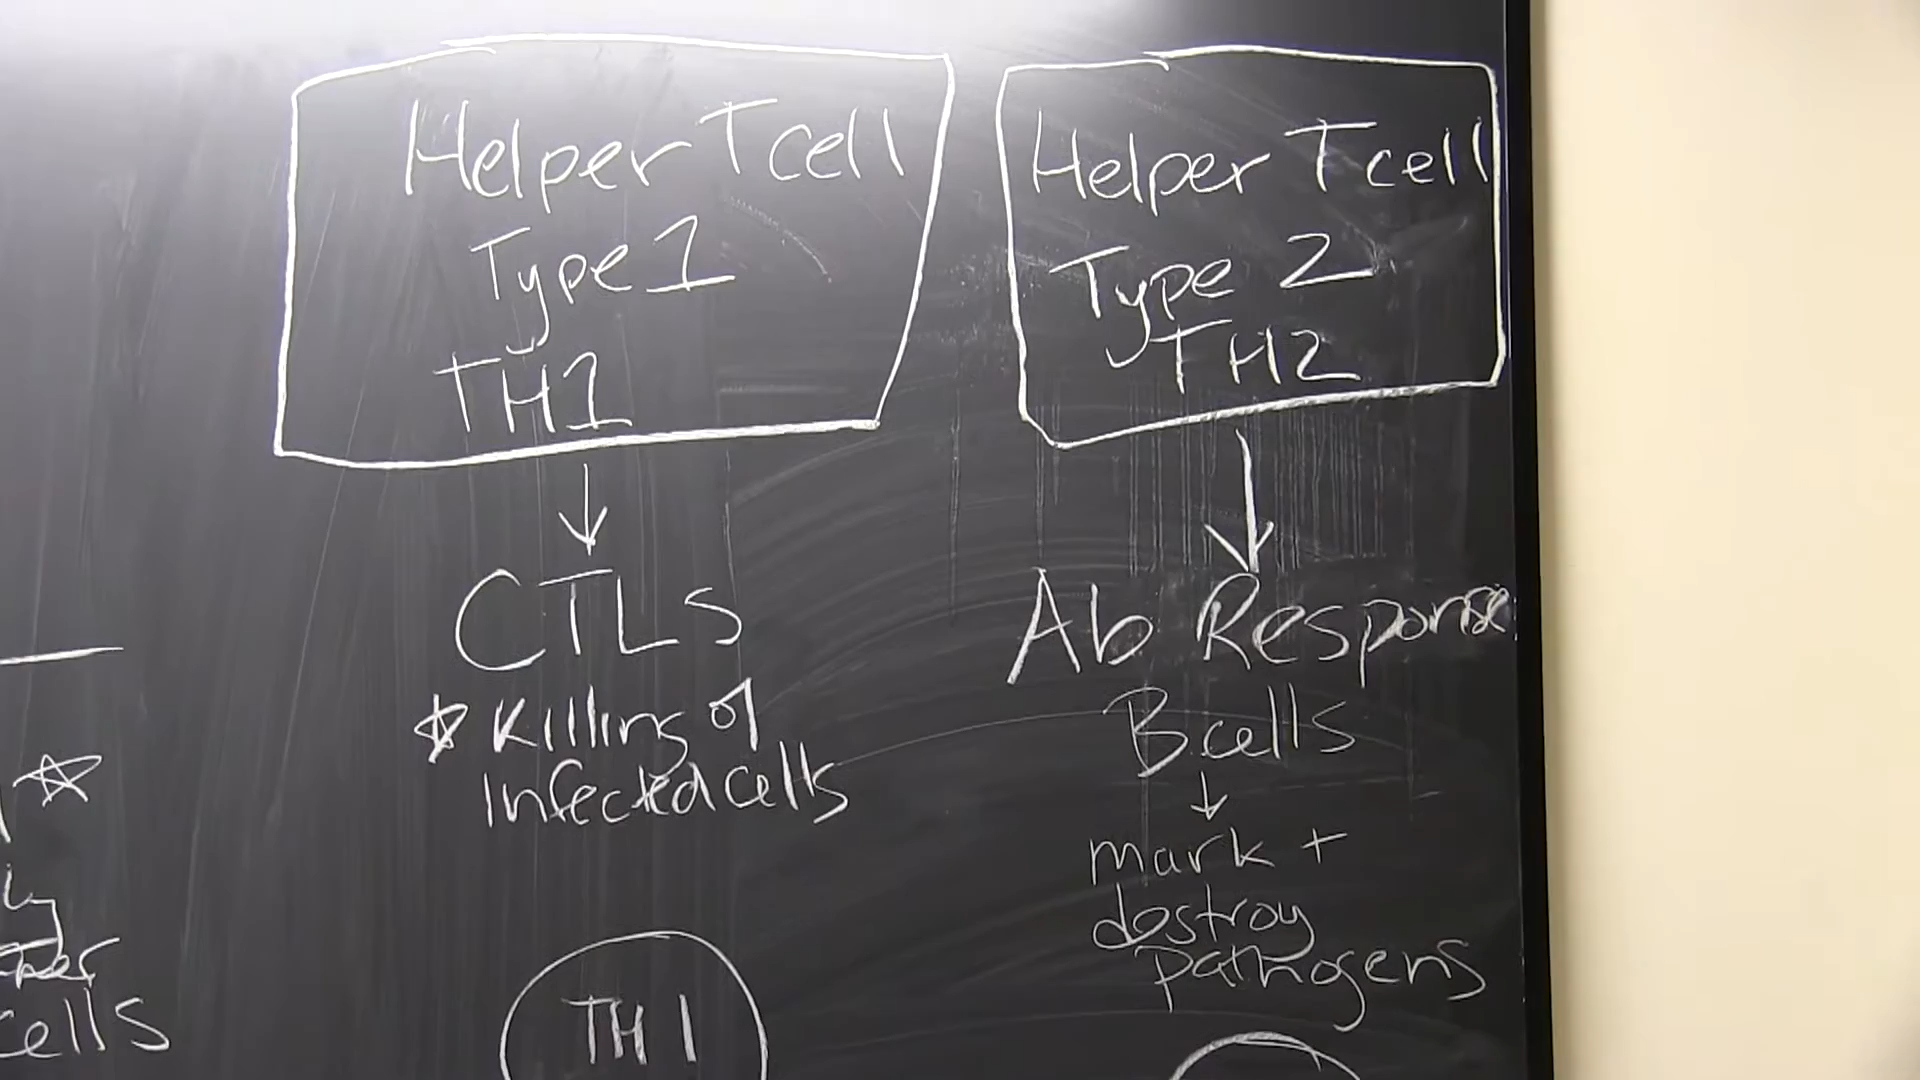 Helper T cell
Type 1
TH1
CTLs
☆ Killing of
Infected cells
TH1
Helper T cell
Type 2
TH2
Ab Response
B cells
mark +
destroy
pathogens
☆
cells